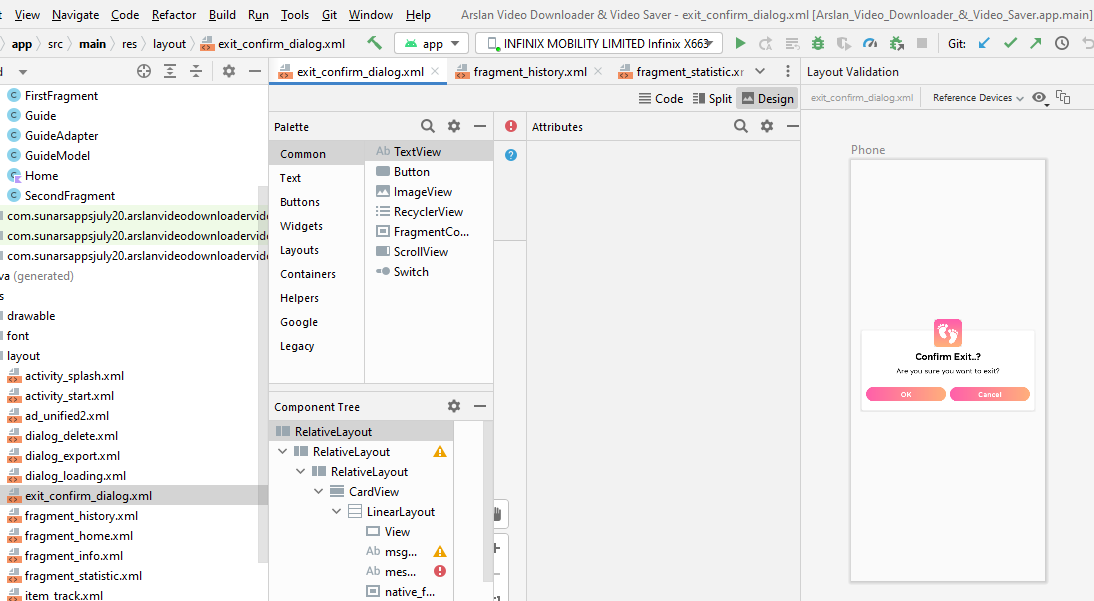 t View Navigate Code Refactor Build Run Tools Git Window Help Arslan Video Downloader & Video Saver - exit_confirm_dialog.xml [Arslan_Video_Downloader_&_Video_Saver.app.main]
app src main res layout exit_confirm_dialog.xml app INFINIX MOBILITY LIMITED Infinix X663 Git:
exit_confirm_dialog.xml fragment_history.xml fragment_statistic.xr Layout Validation
Code Split Design exit_confirm_dialog.xml Reference Devices
FirstFragment
Guide
GuideAdapter
GuideModel
Home
SecondFragment
com.sunarsappsjuly20.arslanvideodownloadervide
com.sunarsappsjuly20.arslanvideodownloadervide
com.sunarsappsjuly20.arslanvideodownloadervide
va (generated)
s
drawable
font
layout
activity_splash.xml
activity_start.xml
ad_unified2.xml
dialog_delete.xml
dialog_export.xml
dialog_loading.xml
exit_confirm_dialog.xml
fragment_history.xml
fragment_home.xml
fragment_info.xml
fragment_statistic.xml
item_track.xml
Palette
Common
Text
Buttons
Widgets
Layouts
Containers
Helpers
Google
Legacy
Ab TextView
Button
ImageView
RecyclerView
FragmentCo...
ScrollView
Switch
Component Tree
RelativeLayout
RelativeLayout
RelativeLayout
CardView
LinearLayout
View
Ab msg...
Ab mes...
native_f...
Attributes
Phone
Confirm Exit..?
Are you sure you want to exit?
OK Cancel